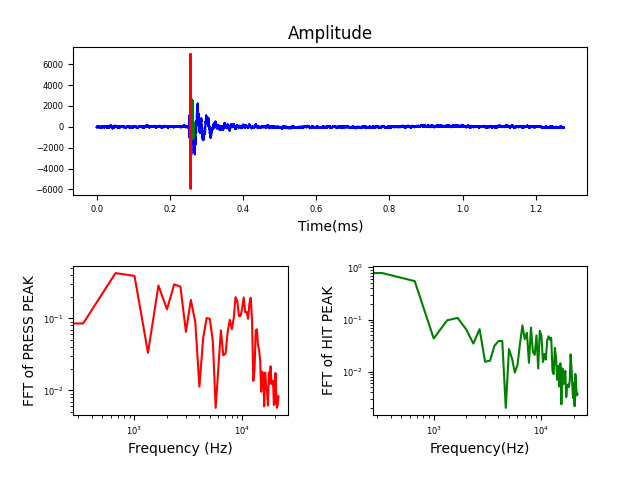 Amplitude
6000
4000
2000
0
−2000
−4000
−6000
0.0 0.2 0.4 0.6 0.8 1.0 1.2
Time(ms)
FFT of PRESS PEAK
10⁻¹
10⁻²
10³ 10⁴
Frequency (Hz)
FFT of HIT PEAK
10⁰
10⁻¹
10⁻²
10³ 10⁴
Frequency(Hz)